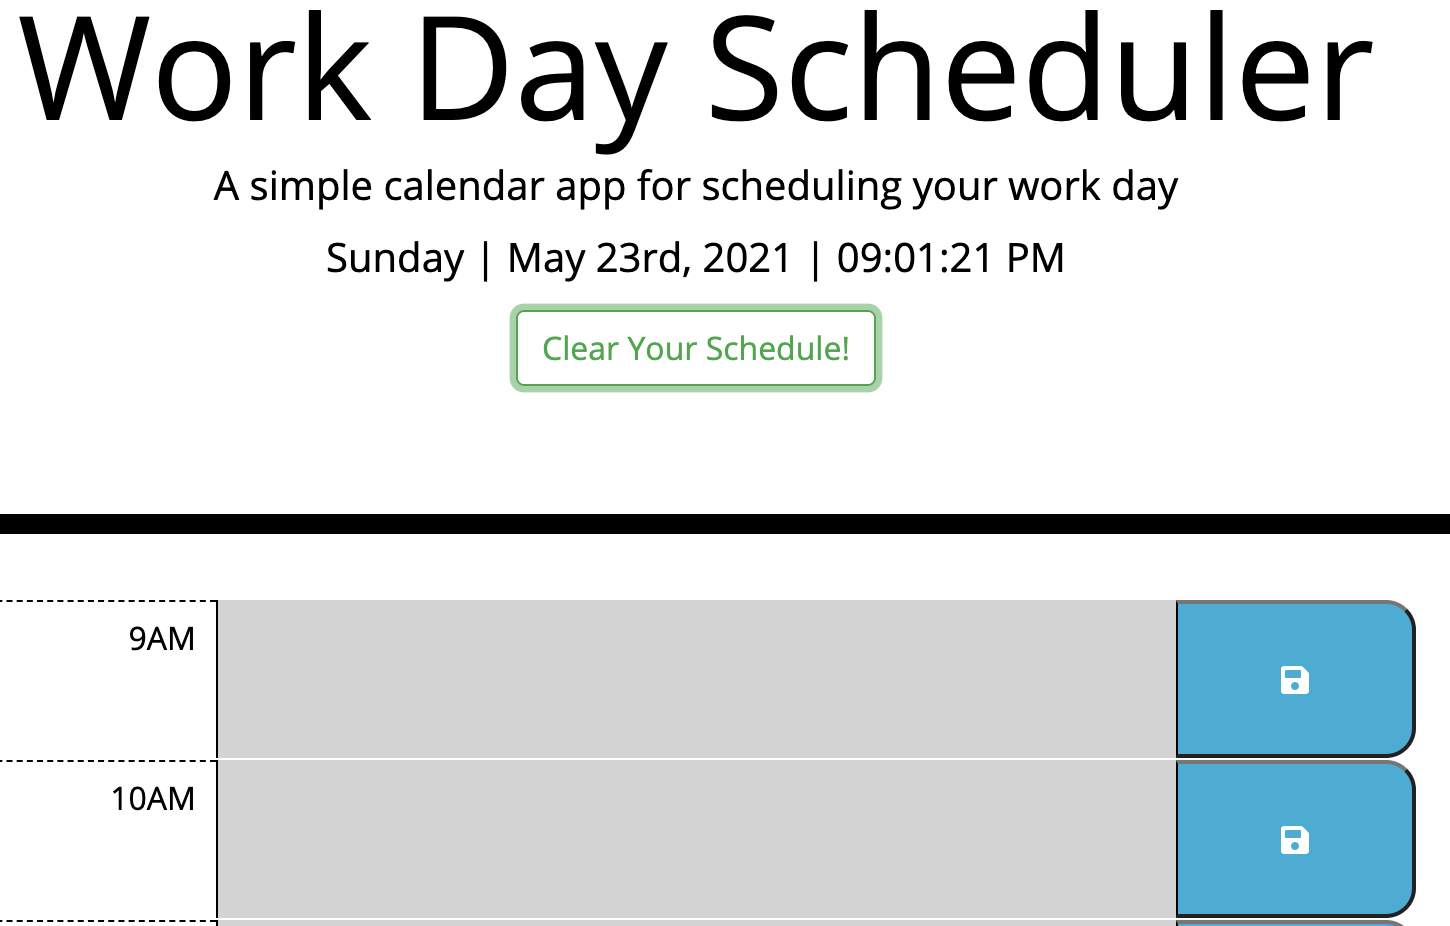 Work Day Scheduler
A simple calendar app for scheduling your work day
Sunday | May 23rd, 2021 | 09:01:21 PM
Clear Your Schedule!
9AM
10AM